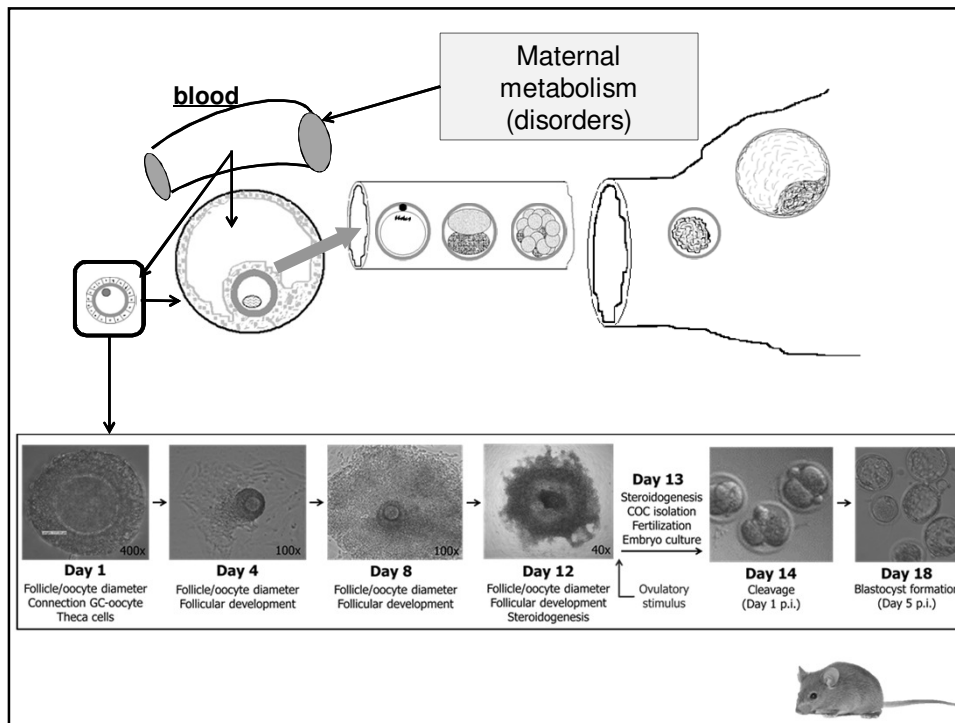 Maternal
metabolism
(disorders)
blood
400x
100x
100x
40x
Day 1
Follicle/oocyte diameter
Connection GC-oocyte
Theca cells
Day 4
Follicle/oocyte diameter
Follicular development
Day 8
Follicle/oocyte diameter
Follicular development
Day 12
Follicle/oocyte diameter
Follicular development
Steroidogenesis
Day 13
Steroidogenesis
COC isolation
Fertilization
Embryo culture
Ovulatory
stimulus
Day 14
Cleavage
(Day 1 p.i.)
Day 18
Blastocyst formation
(Day 5 p.i.)